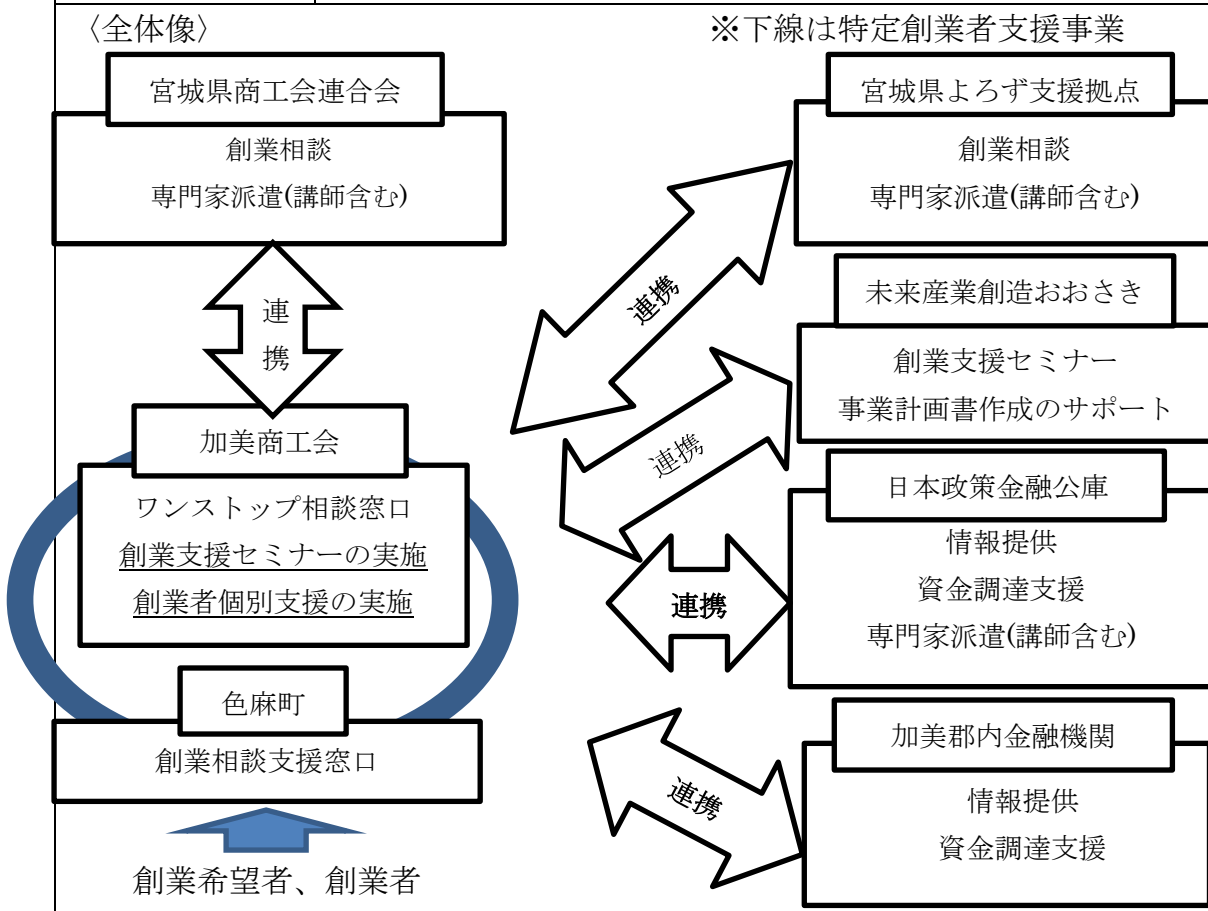 〈全体像〉
※下線は特定創業者支援事業
宮城県商工会連合会
創業相談
専門家派遣(講師含む)
連
携
加美商工会
ワンストップ相談窓口
創業支援セミナーの実施
創業者個別支援の実施
色麻町
創業相談支援窓口
創業希望者、創業者
連携
連携
連携
連携
宮城県よろず支援拠点
創業相談
専門家派遣(講師含む)
未来産業創造おおさき
創業支援セミナー
事業計画書作成のサポート
日本政策金融公庫
情報提供
資金調達支援
専門家派遣(講師含む)
加美郡内金融機関
情報提供
資金調達支援